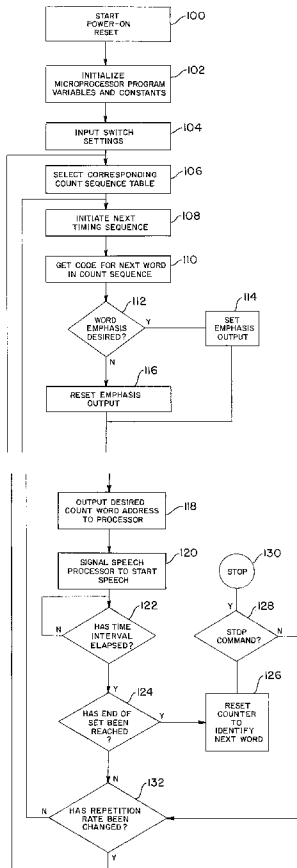 START
POWER-ON
RESET
100
INITIALIZE
MICROPROCESSOR PROGRAM
VARIABLES AND CONSTANTS
102
INPUT SWITCH
SETTINGS
104
SELECT CORRESPONDING
COUNT SEQUENCE TABLE
106
INITIATE NEXT
TIMING SEQUENCE
108
GET CODE FOR NEXT WORD
IN COUNT SEQUENCE
110
WORD
EMPHASIS
DESIRED?
112
Y
N
SET
EMPHASIS
OUTPUT
114
RESET EMPHASIS
OUTPUT
116
OUTPUT DESIRED
COUNT WORD ADDRESS
TO PROCESSOR
118
SIGNAL SPEECH
PROCESSOR TO START
SPEECH
120
HAS TIME
INTERVAL
ELAPSED?
122
N
Y
HAS END OF
SET BEEN
REACHED
?
124
Y
N
RESET
COUNTER
TO
IDENTIFY
NEXT WORD
126
STOP
COMMAND?
128
Y
N
STOP
130
HAS REPETITION
RATE BEEN
CHANGED?
132
N
Y